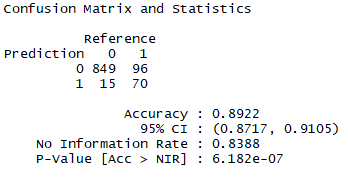 Confusion Matrix and Statistics
Reference
Prediction 0 1
0 849 96
1 15 70
Accuracy : 0.8922
95% CI : (0.8717, 0.9105)
No Information Rate : 0.8388
P-Value [Acc > NIR] : 6.182e-07